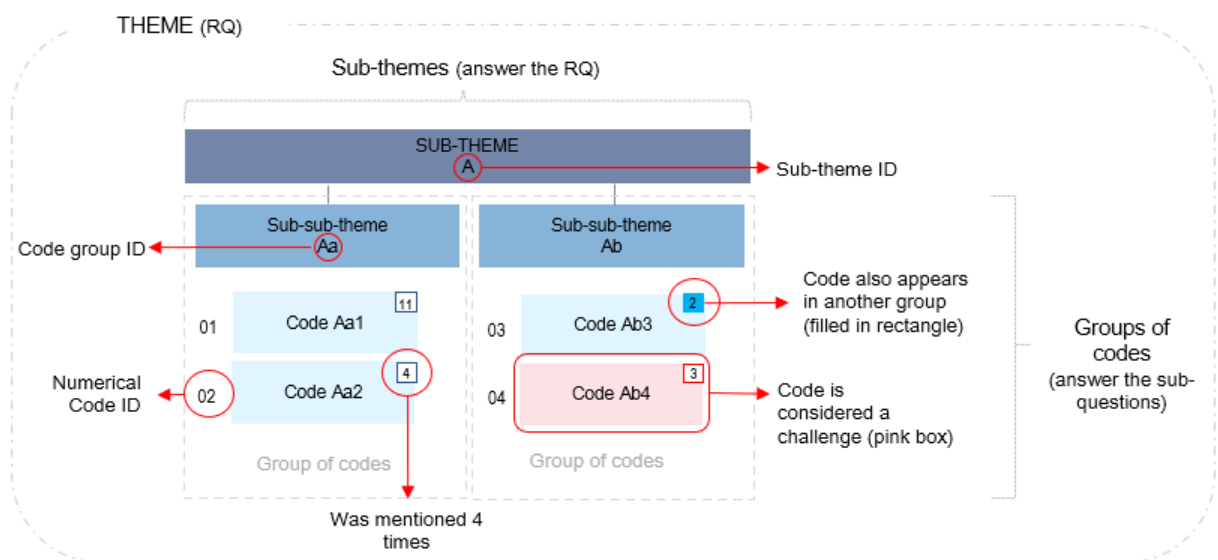 THEME (RQ)
Sub-themes (answer the RQ)
SUB-THEME
A
Sub-theme ID
Sub-sub-theme
Aa
Sub-sub-theme
Ab
Code group ID
01
Code Aa1
11
03
Code Ab3
2
Code also appears
in another group
(filled in rectangle)
Numerical
Code ID
02
Code Aa2
4
04
Code Ab4
3
Code is
considered a
challenge (pink box)
Groups of
codes
(answer the sub-
questions)
Group of codes
Group of codes
Was mentioned 4
times